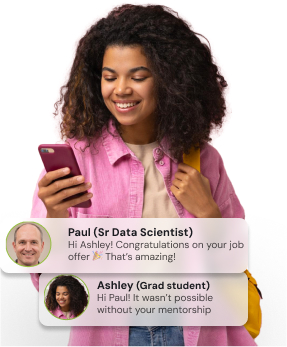 Paul (Sr Data Scientist)
Hi Ashley! Congratulations on your job
offer 🎉 That's amazing!
Ashley (Grad student)
Hi Paul! It wasn't possible
without your mentorship